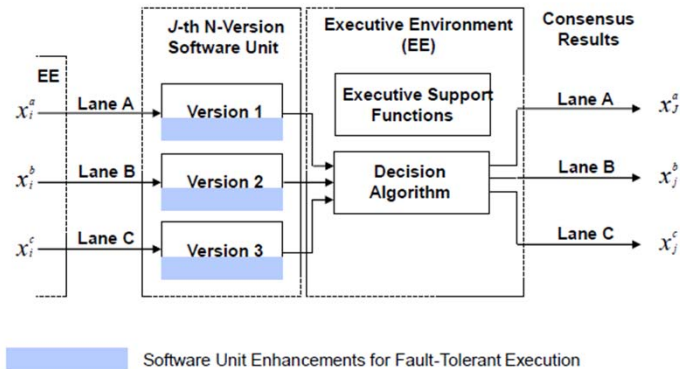 J-th N-Version
Software Unit
Executive Environment
(EE)
Consensus
Results
EE
Executive Support
Functions
x_i^a
Lane A
Version 1
Lane A
x_J^a
x_i^b
Lane B
Version 2
Decision
Algorithm
Lane B
x_j^b
x_i^c
Lane C
Version 3
Lane C
x_j^c
Software Unit Enhancements for Fault-Tolerant Execution